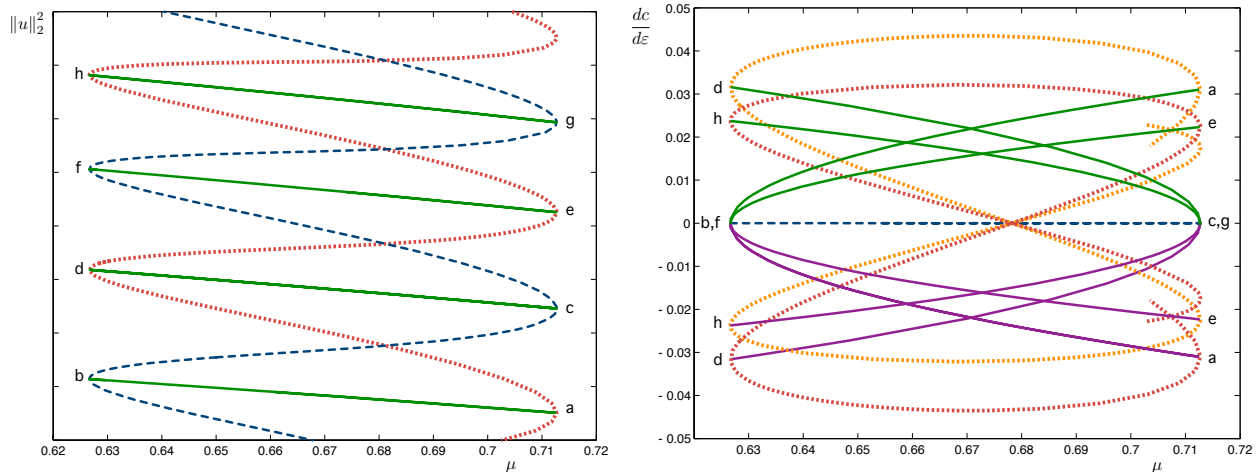 ‖u‖₂²
h
g
f
e
d
c
b
a
0.62 0.63 0.64 0.65 0.66 0.67 0.68 0.69 0.7 0.71 0.72
μ
dc
dε
0.05
0.04
0.03
0.02
0.01
0
- 0.01
- 0.02
- 0.03
- 0.04
- 0.05
d
a
h
e
b,f
c,g
h
e
d
a
0.63 0.64 0.65 0.66 0.67 0.68 0.69 0.7 0.71 0.72
μ